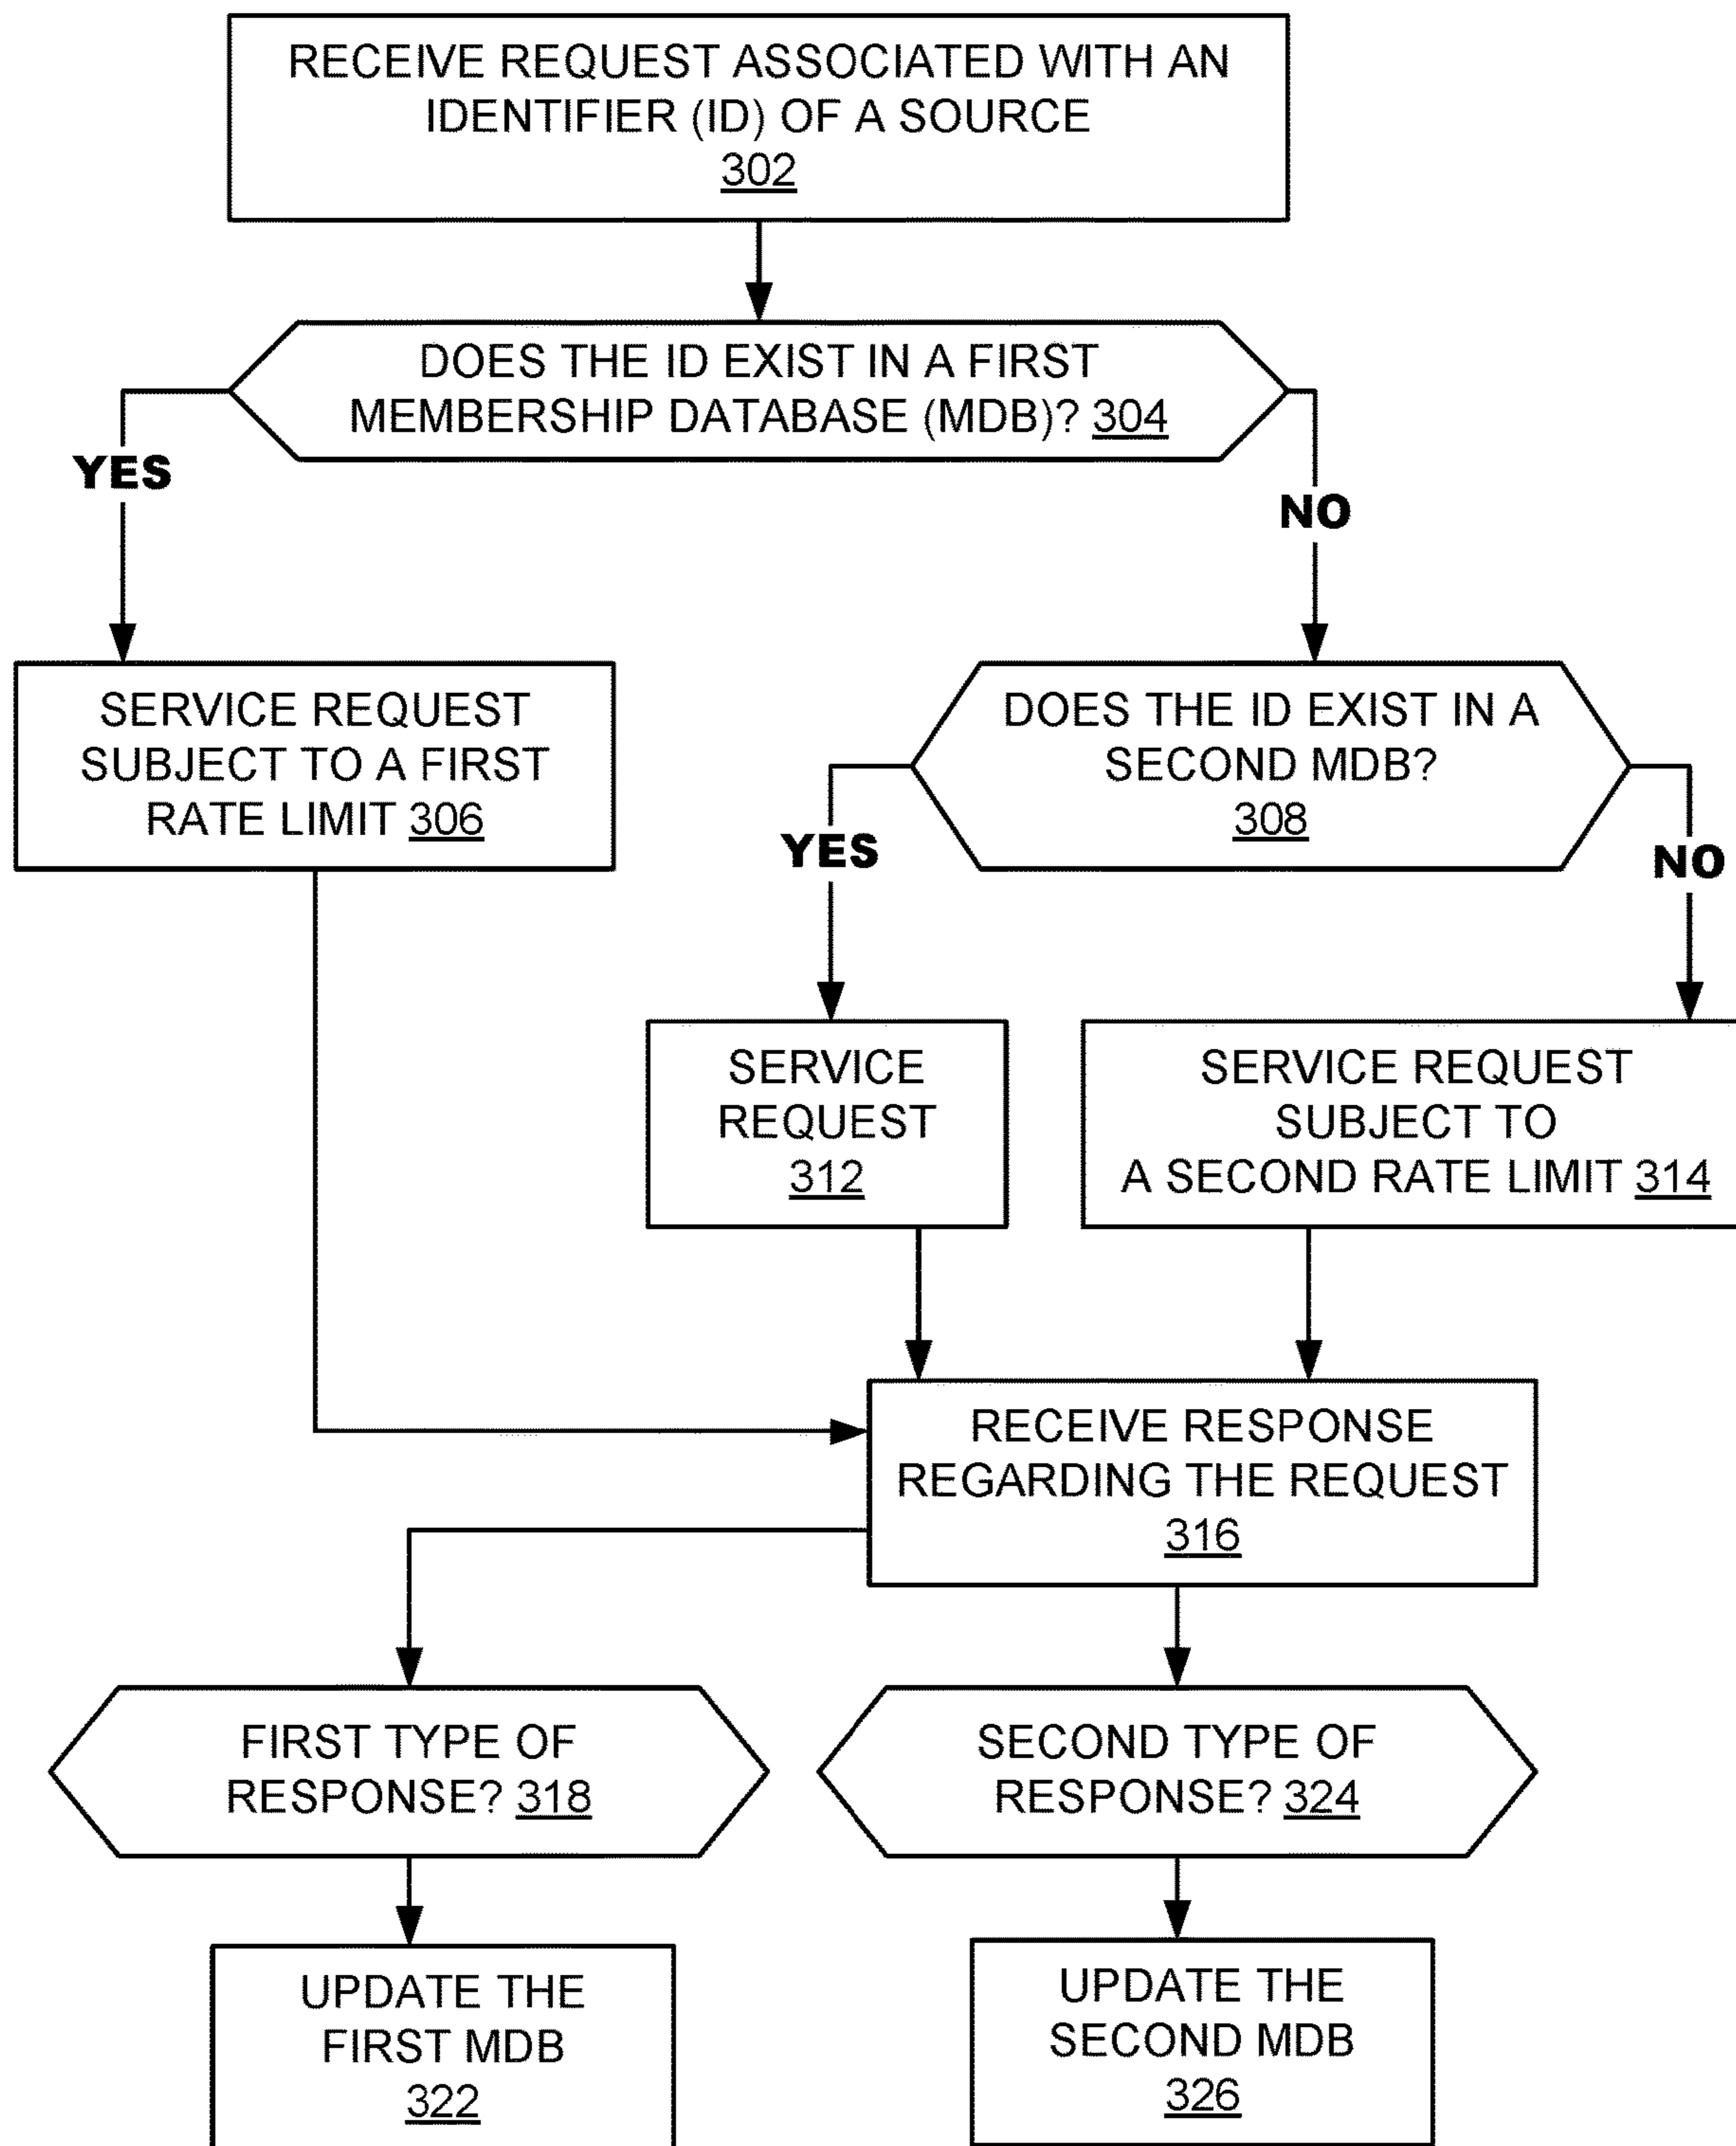 RECEIVE REQUEST ASSOCIATED WITH AN
IDENTIFIER (ID) OF A SOURCE
302
DOES THE ID EXIST IN A FIRST
MEMBERSHIP DATABASE (MDB)? 304
YES
NO
SERVICE REQUEST
SUBJECT TO A FIRST
RATE LIMIT 306
DOES THE ID EXIST IN A
SECOND MDB?
308
YES
NO
SERVICE
REQUEST
312
SERVICE REQUEST
SUBJECT TO
A SECOND RATE LIMIT 314
RECEIVE RESPONSE
REGARDING THE REQUEST
316
FIRST TYPE OF
RESPONSE? 318
SECOND TYPE OF
RESPONSE? 324
UPDATE THE
FIRST MDB
322
UPDATE THE
SECOND MDB
326